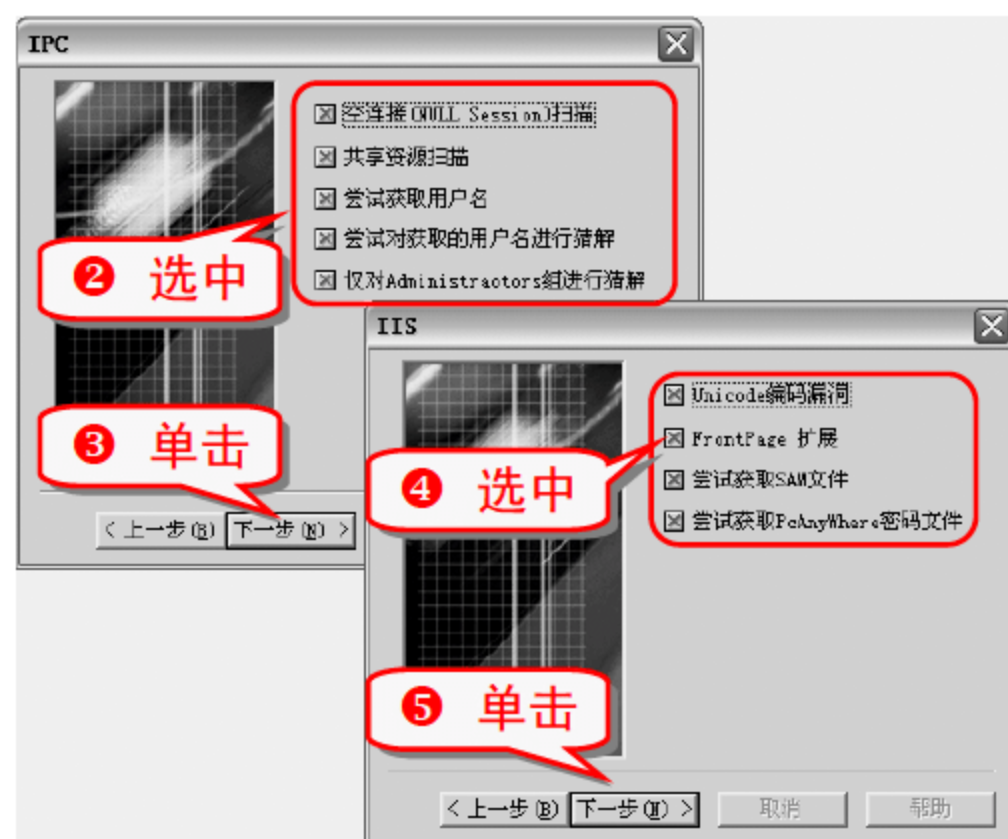 IPC
空连接(NULL Session)扫描
共享资源扫描
尝试获取用户名
尝试对获取的用户名进行猜解
仅对Administractors组进行猜解
❷ 选中
❸ 单击
< 上一步(B)
下一步(N) >
IIS
Unicode编码漏洞
FrontPage 扩展
尝试获取SAM文件
尝试获取PcAnyWhere密码文件
❹ 选中
❺ 单击
< 上一步(B)
下一步(N) >
取消
帮助